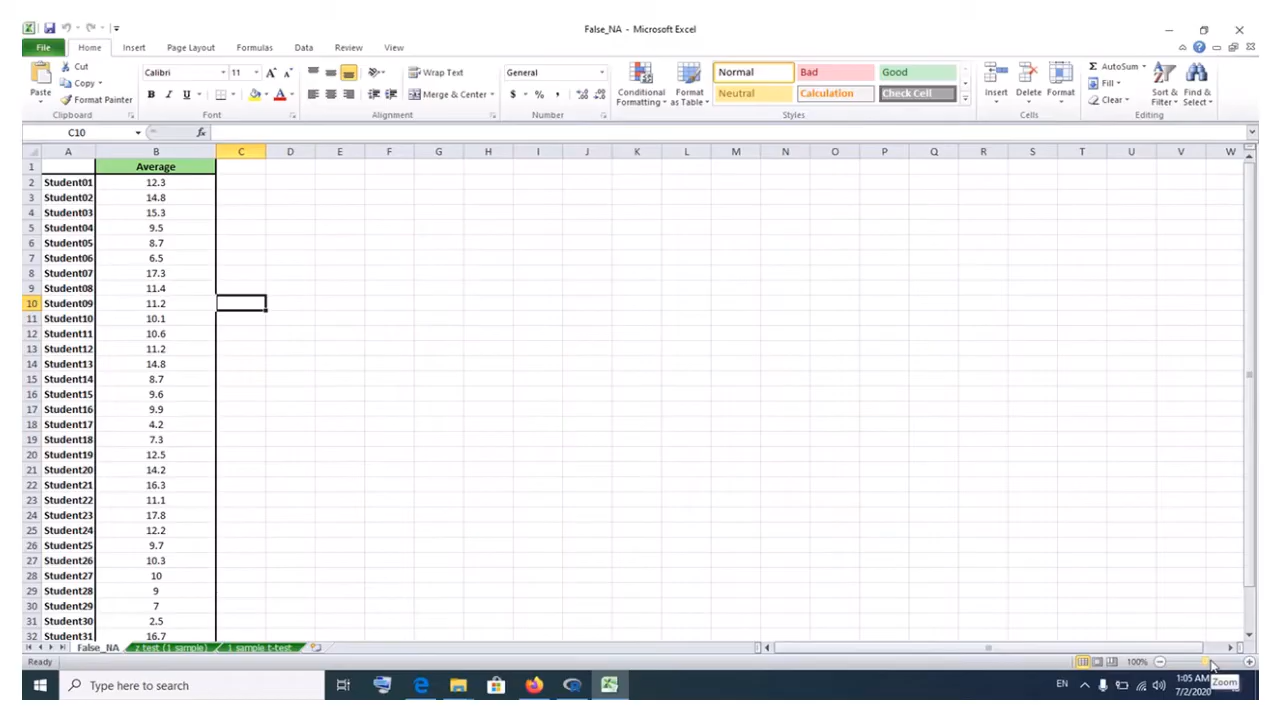 False_NA - Microsoft Excel
File Home Insert Page Layout Formulas Data Review View
Paste
Cut
Copy
Format Painter
Clipboard
Calibri 11
B I U
Font
Wrap Text
Merge & Center
Alignment
General
$ % ,
Number
Conditional Formatting
Format as Table
Normal Bad Good
Neutral Calculation Check Cell
Styles
Insert Delete Format
Cells
AutoSum
Fill
Clear
Sort & Filter
Find & Select
Editing
C10 fx
A B C D E F G H I J K L M N O P Q R S T U V W
1 Average
2 Student01 12.3
3 Student02 14.8
4 Student03 15.3
5 Student04 9.5
6 Student05 8.7
7 Student06 6.5
8 Student07 17.3
9 Student08 11.4
10 Student09 11.2
11 Student10 10.1
12 Student11 10.6
13 Student12 11.2
14 Student13 14.8
15 Student14 8.7
16 Student15 9.6
17 Student16 9.9
18 Student17 4.2
19 Student18 7.3
20 Student19 12.5
21 Student20 14.2
22 Student21 16.3
23 Student22 11.1
24 Student23 17.8
25 Student24 12.2
26 Student25 9.7
27 Student26 10.3
28 Student27 10
29 Student28 9
30 Student29 7
31 Student30 2.5
32 Student31 16.7
False_NA z test (1 sample) 1 sample t-test
Ready 100%
Zoom
Type here to search
EN
1:05 AM
7/2/2020